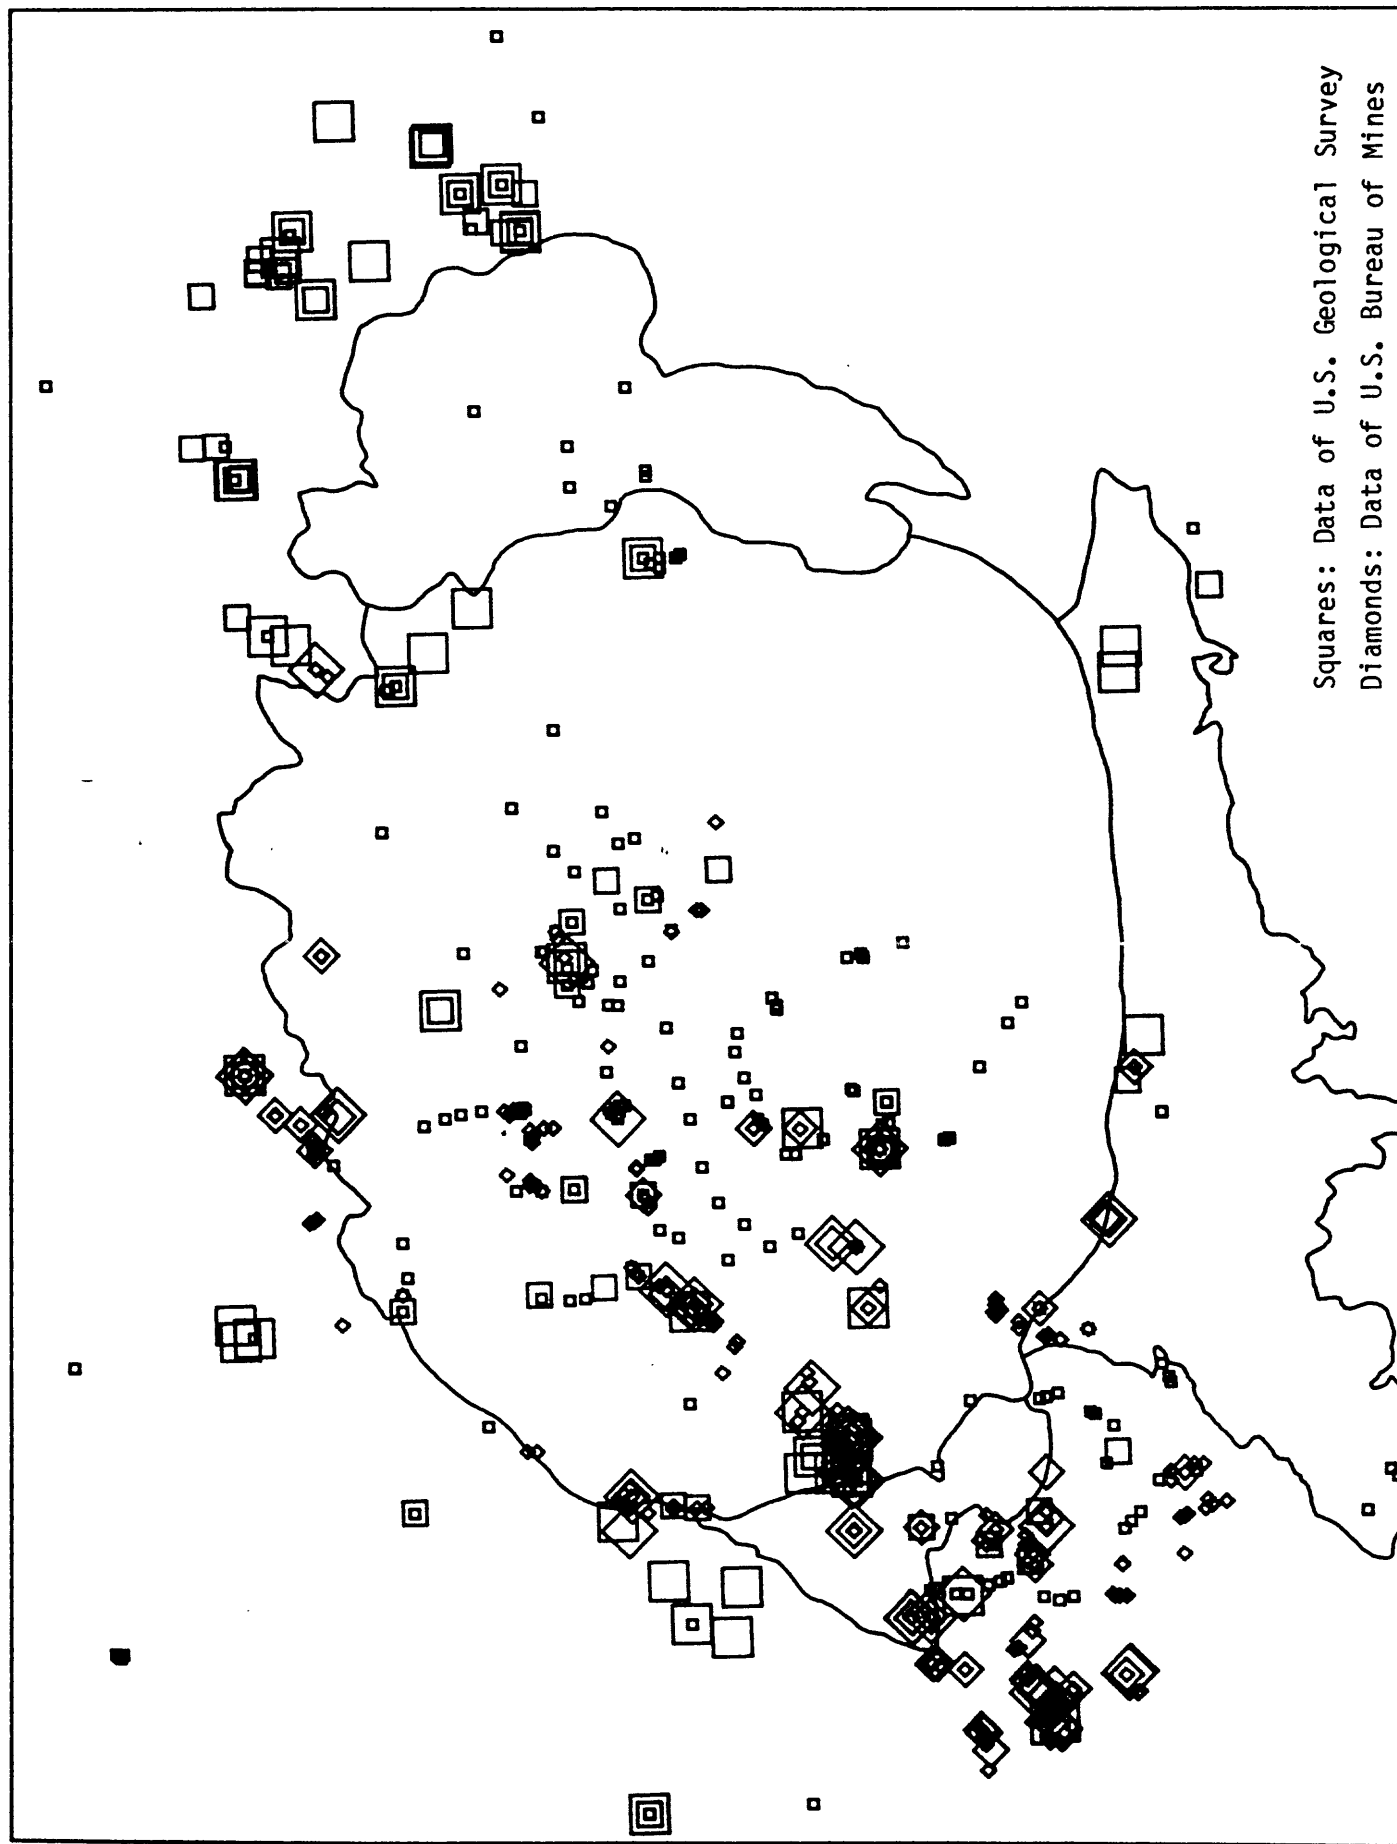 Squares: Data of U.S. Geological Survey
Diamonds: Data of U.S. Bureau of Mines